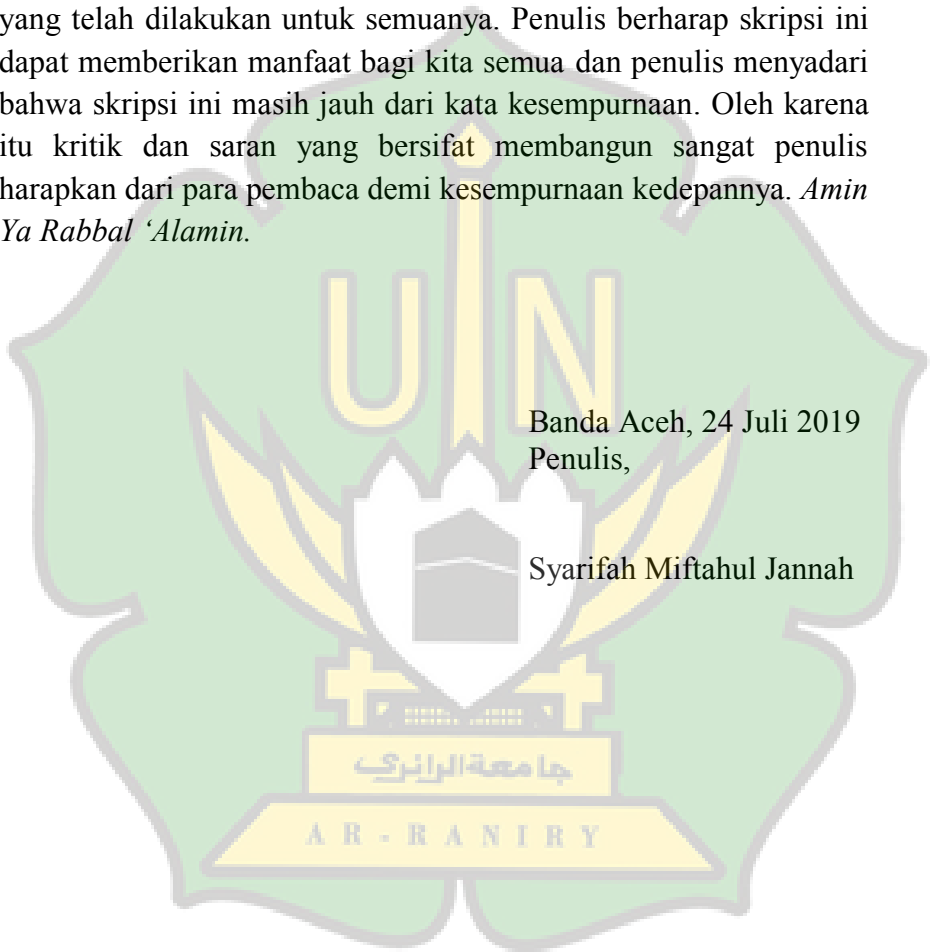 yang telah dilakukan untuk semuanya. Penulis berharap skripsi ini
dapat memberikan manfaat bagi kita semua dan penulis menyadari
bahwa skripsi ini masih jauh dari kata kesempurnaan. Oleh karena
itu kritik dan saran yang bersifat membangun sangat penulis
harapkan dari para pembaca demi kesempurnaan kedepannya. Amin
Ya Rabbal ‘Alamin.
UIN
Banda Aceh, 24 Juli 2019
Penulis,
Syarifah Miftahul Jannah
جامعة الرانري
AR-RANIRY